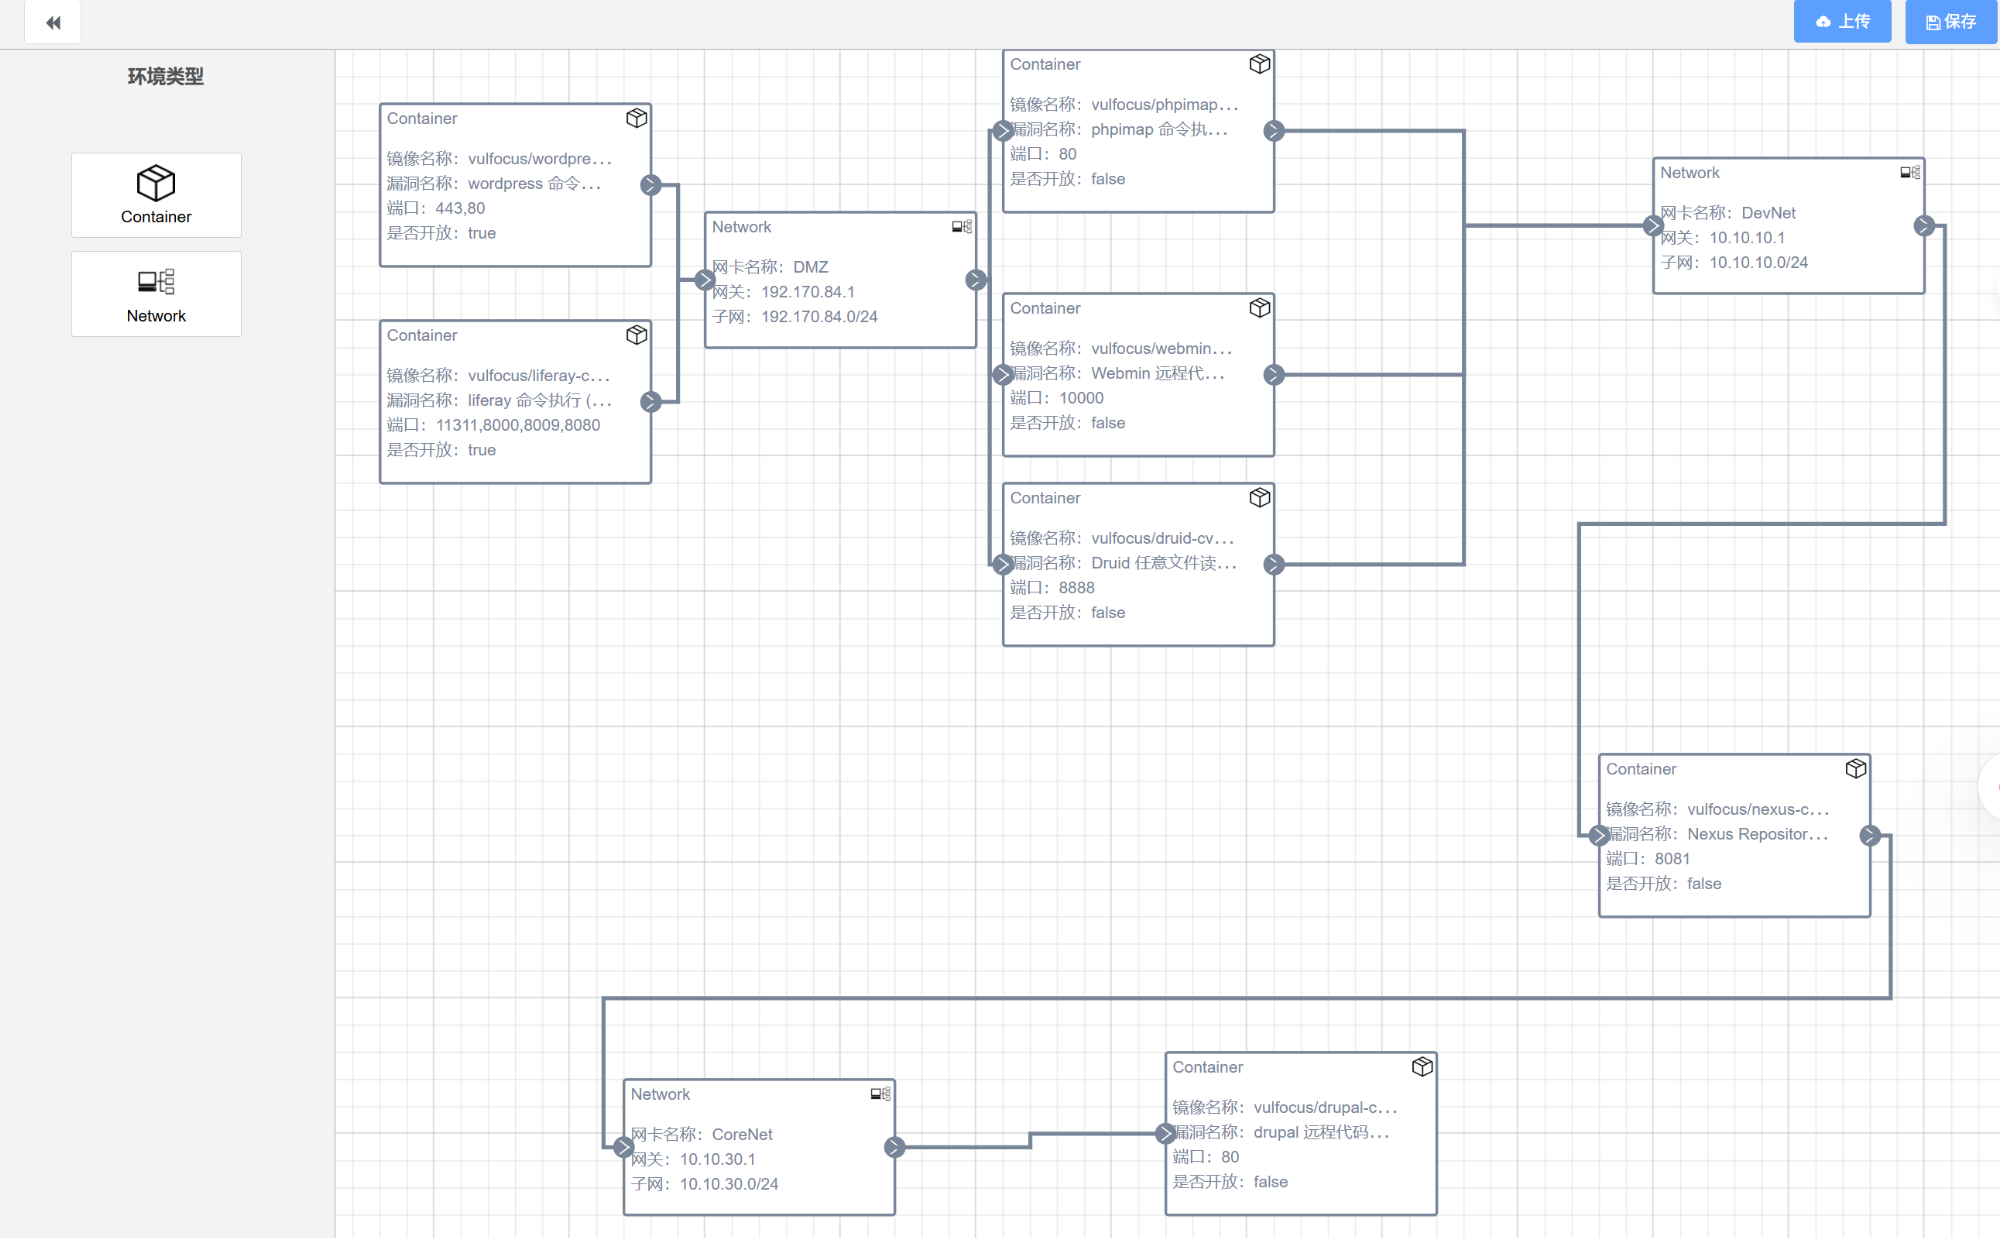 上传
保存
环境类型
Container
Network
Container
镜像名称：vulfocus/wordpre...
漏洞名称：wordpress 命令...
端口：443,80
是否开放：true
Container
镜像名称：vulfocus/liferay-c...
漏洞名称：liferay 命令执行 (...
端口：11311,8000,8009,8080
是否开放：true
Network
网卡名称：DMZ
网关：192.170.84.1
子网：192.170.84.0/24
Container
镜像名称：vulfocus/phpimap...
漏洞名称：phpimap 命令执...
端口：80
是否开放：false
Container
镜像名称：vulfocus/webmin...
漏洞名称：Webmin 远程代...
端口：10000
是否开放：false
Container
镜像名称：vulfocus/druid-cv...
漏洞名称：Druid 任意文件读...
端口：8888
是否开放：false
Network
网卡名称：DevNet
网关：10.10.10.1
子网：10.10.10.0/24
Container
镜像名称：vulfocus/nexus-c...
漏洞名称：Nexus Repositor...
端口：8081
是否开放：false
Network
网卡名称：CoreNet
网关：10.10.30.1
子网：10.10.30.0/24
Container
镜像名称：vulfocus/drupal-c...
漏洞名称：drupal 远程代码...
端口：80
是否开放：false